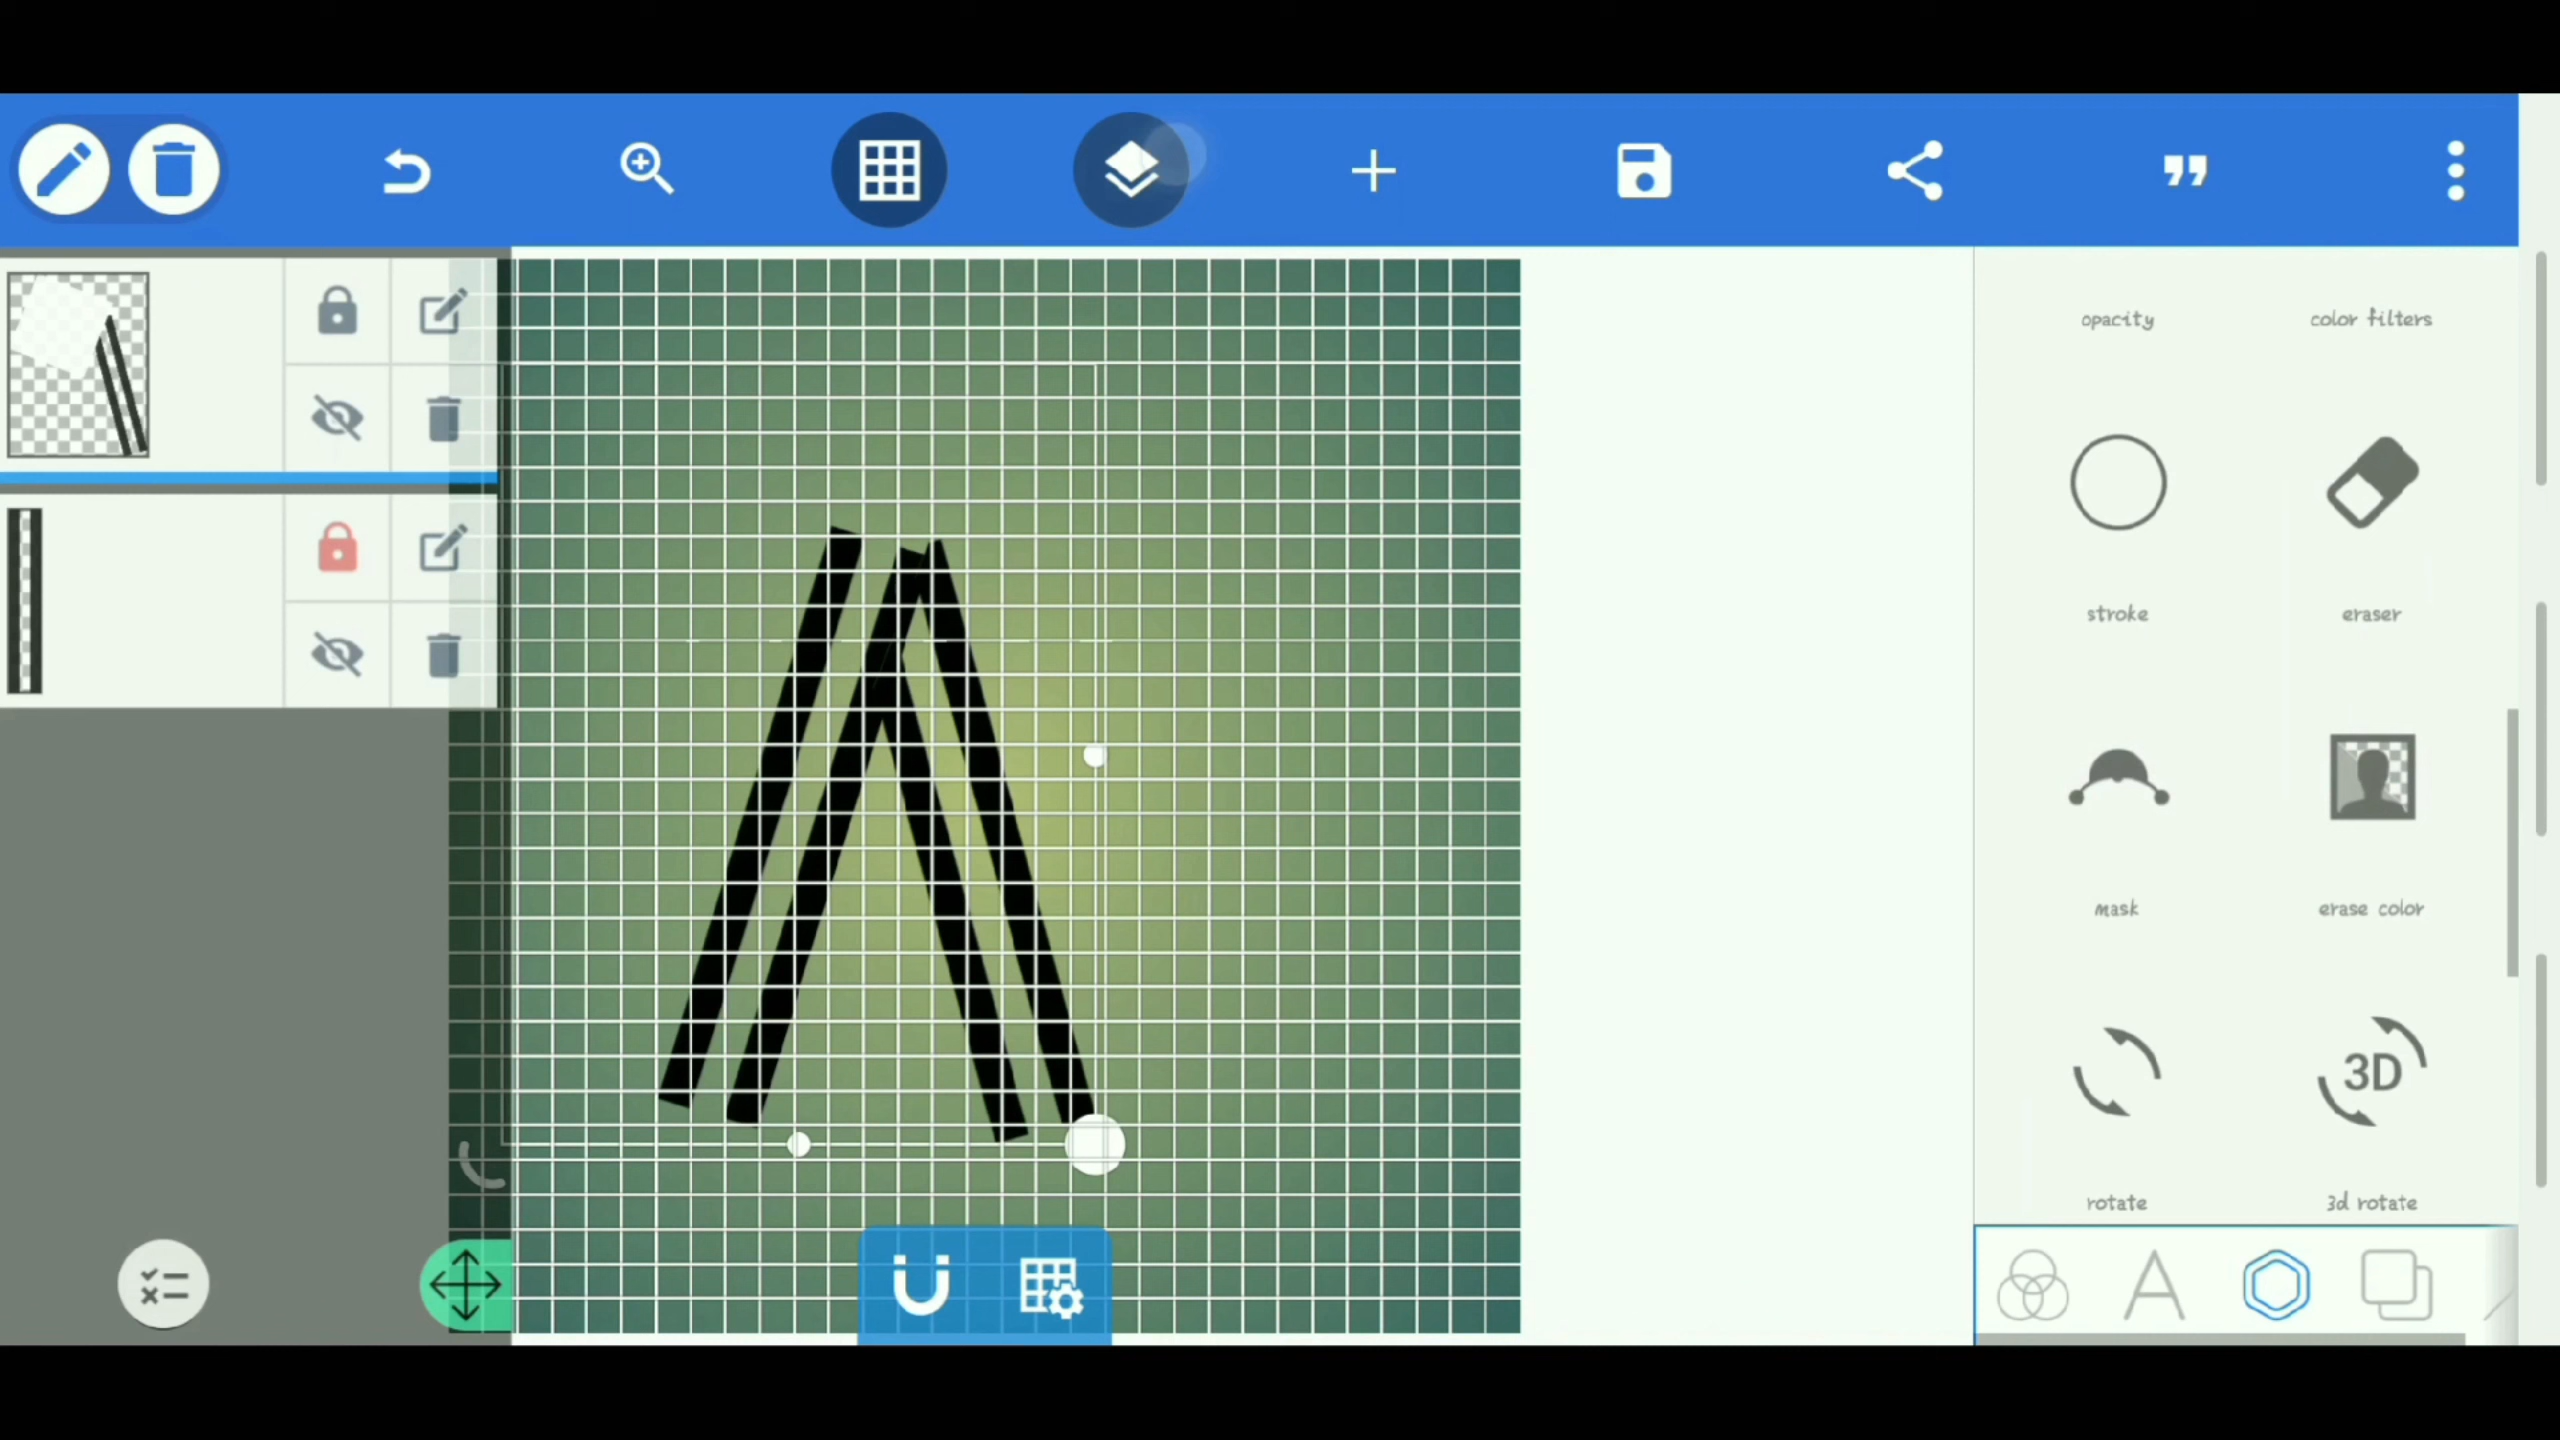 opacity
color filters
stroke
eraser
mask
erase color
3D
rotate
3d rotate